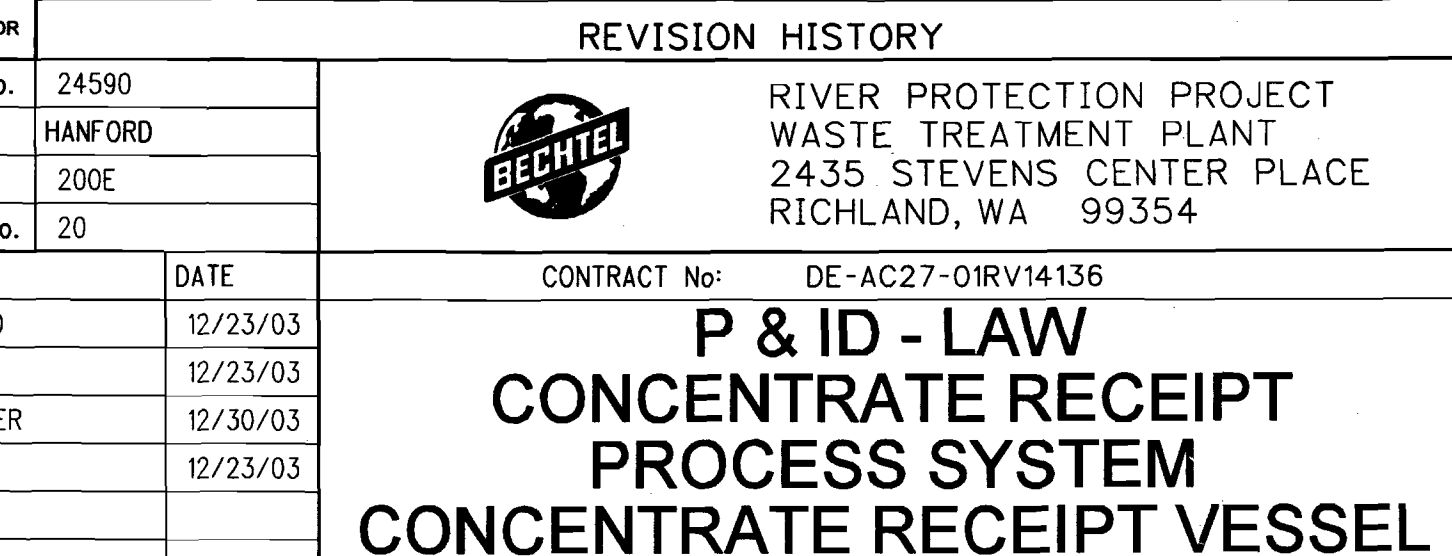 OR
REVISION HISTORY
o. 24590
HANFORD
200E
o. 20
BECHTEL
RIVER PROTECTION PROJECT
WASTE TREATMENT PLANT
2435 STEVENS CENTER PLACE
RICHLAND, WA 99354
DATE
CONTRACT No: DE-AC27-01RV14136
12/23/03
12/23/03
ER 12/30/03
12/23/03
P & ID - LAW
CONCENTRATE RECEIPT
PROCESS SYSTEM
CONCENTRATE RECEIPT VESSEL